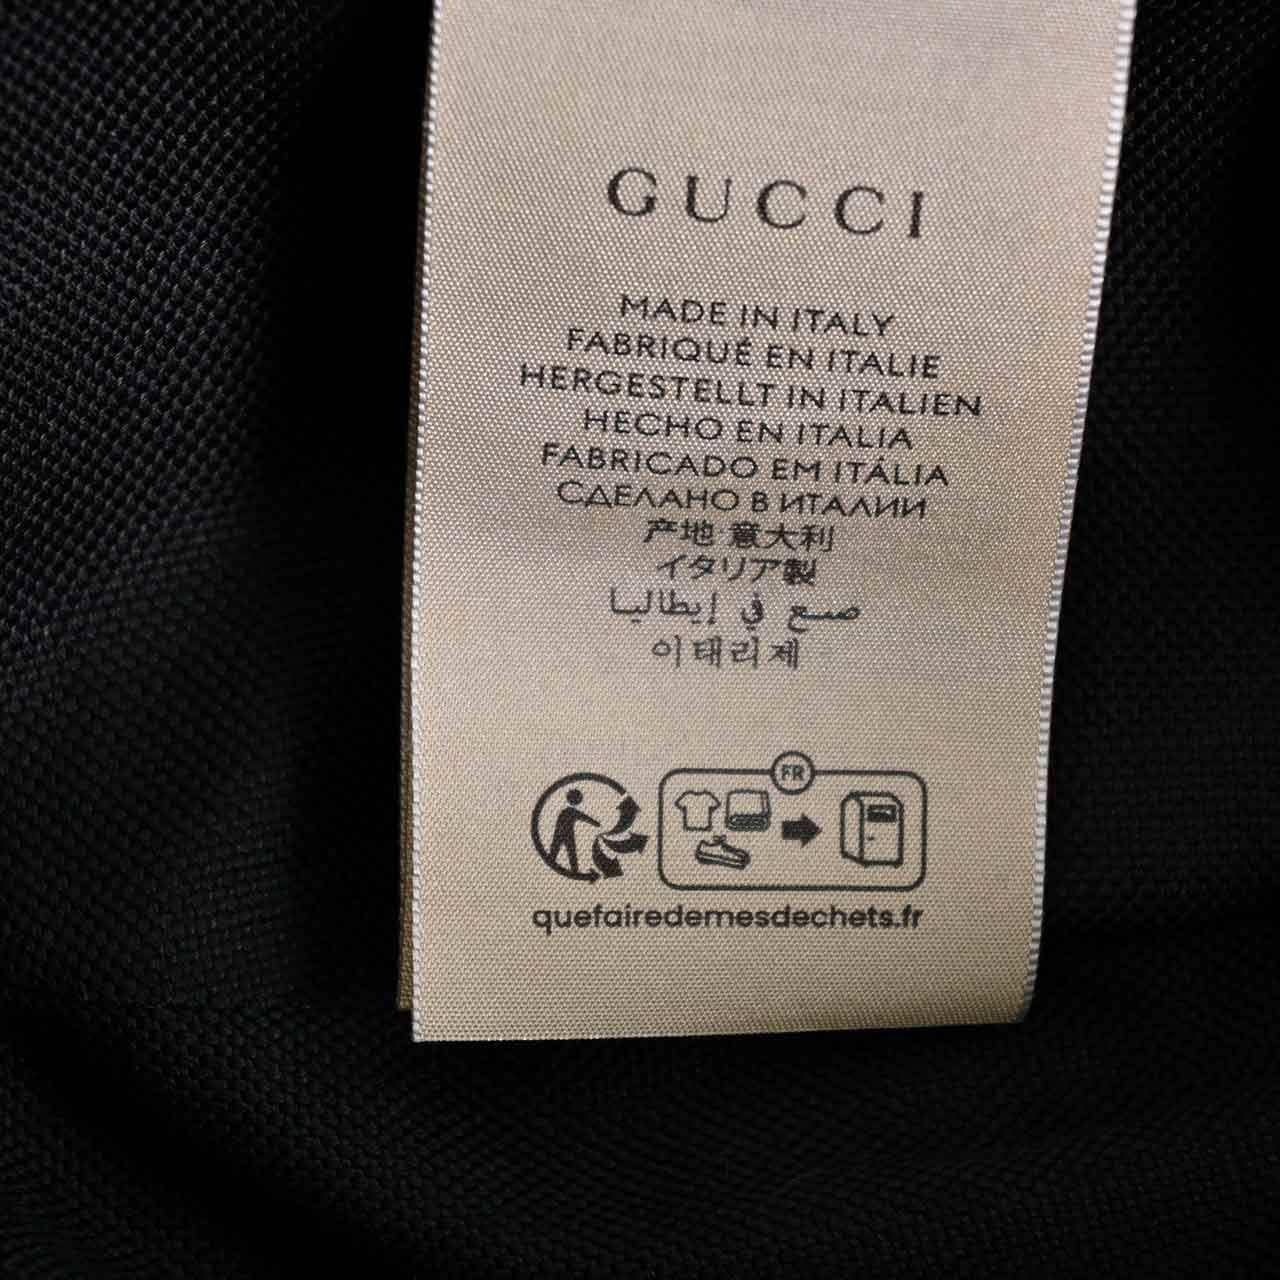 GUCCI
MADE IN ITALY
FABRIQUÉ EN ITALIE
HERGESTELLT IN ITALIEN
HECHO EN ITALIA
FABRICADO EM ITÁLIA
СДЕЛАНО В ИТАЛИИ
产地 意大利
イタリア製
صنع في إيطاليا
이태리제
FR
quefairedemesdechets.fr